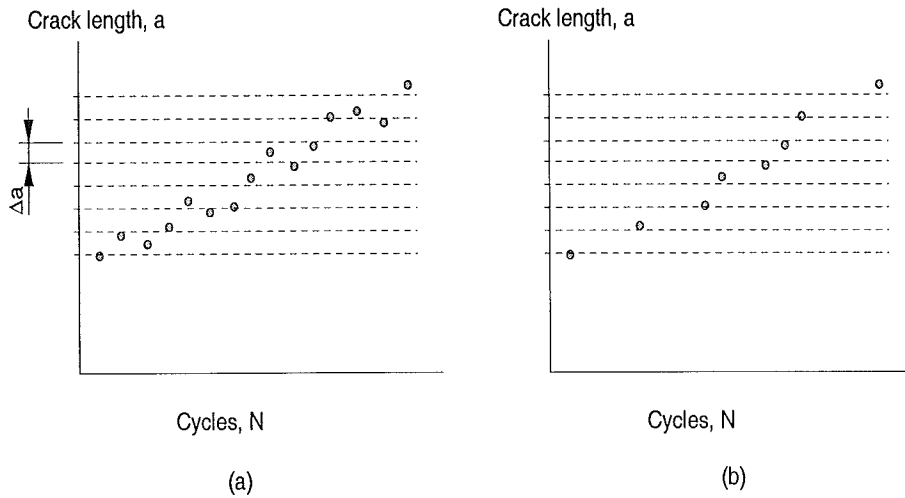 Crack length, a
Δa
Cycles, N
(a)
Crack length, a
Cycles, N
(b)